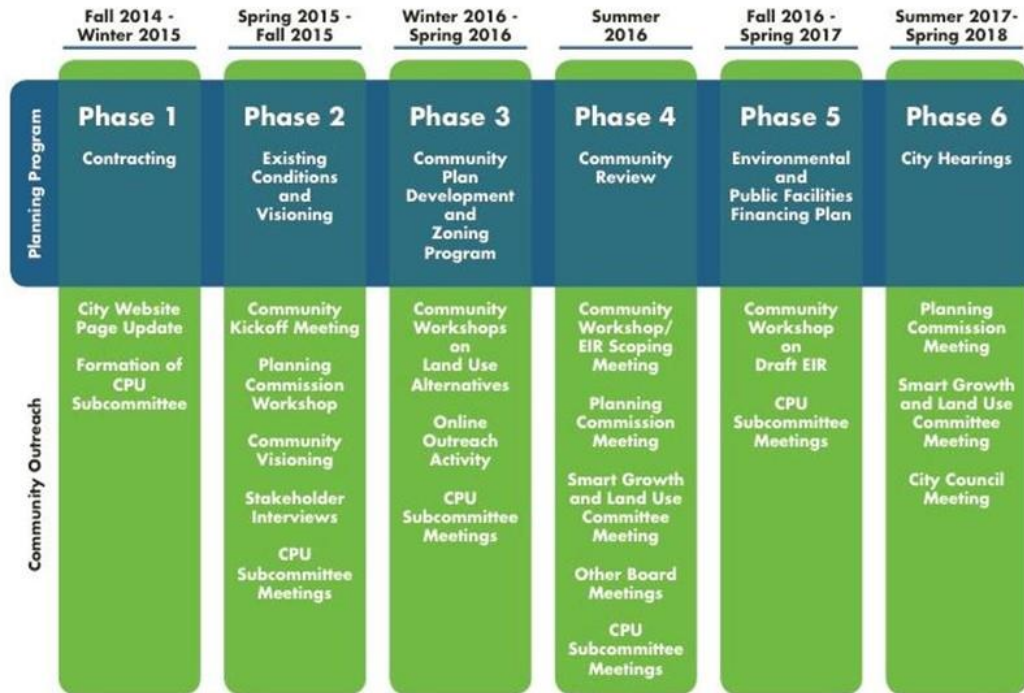 Fall 2014 -
Winter 2015
Spring 2015 -
Fall 2015
Winter 2016 -
Spring 2016
Summer
2016
Fall 2016 -
Spring 2017
Summer 2017-
Spring 2018
Planning Program
Phase 1
Contracting
Phase 2
Existing
Conditions
and
Visioning
Phase 3
Community
Plan
Development
and
Zoning
Program
Phase 4
Community
Review
Phase 5
Environmental
and
Public Facilities
Financing Plan
Phase 6
City Hearings
Community Outreach
City Website
Page Update
Formation of
CPU
Subcommittee
Community
Kickoff Meeting
Planning
Commission
Workshop
Community
Visioning
Stakeholder
Interviews
CPU
Subcommittee
Meetings
Community
Workshops
on
Land Use
Alternatives
Online
Outreach
Activity
CPU
Subcommittee
Meetings
Community
Workshop/
EIR Scoping
Meeting
Planning
Commission
Meeting
Smart Growth
and Land Use
Committee
Meeting
Other Board
Meetings
CPU
Subcommittee
Meetings
Community
Workshop
on
Draft EIR
CPU
Subcommittee
Meetings
Planning
Commission
Meeting
Smart Growth
and Land Use
Committee
Meeting
City Council
Meeting